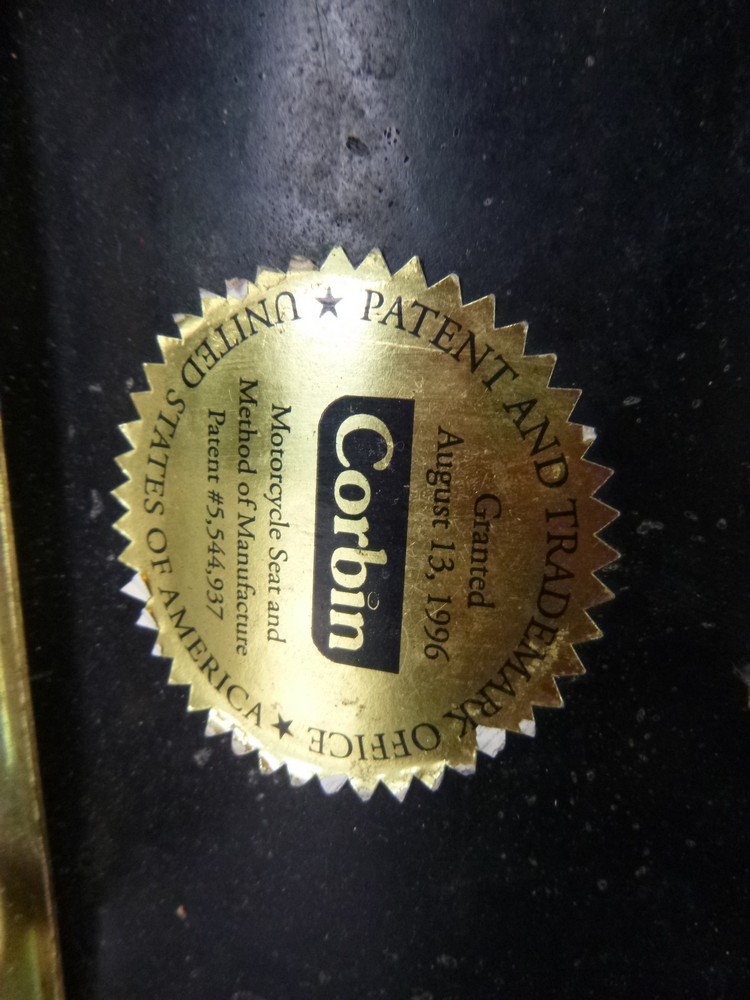 PATENT AND TRADEMARK OFFICE
Granted
August 13, 1996
Corbin
Motorcycle Seat and
Method of Manufacture
Patent #5,544,937
★ UNITED STATES OF AMERICA ★